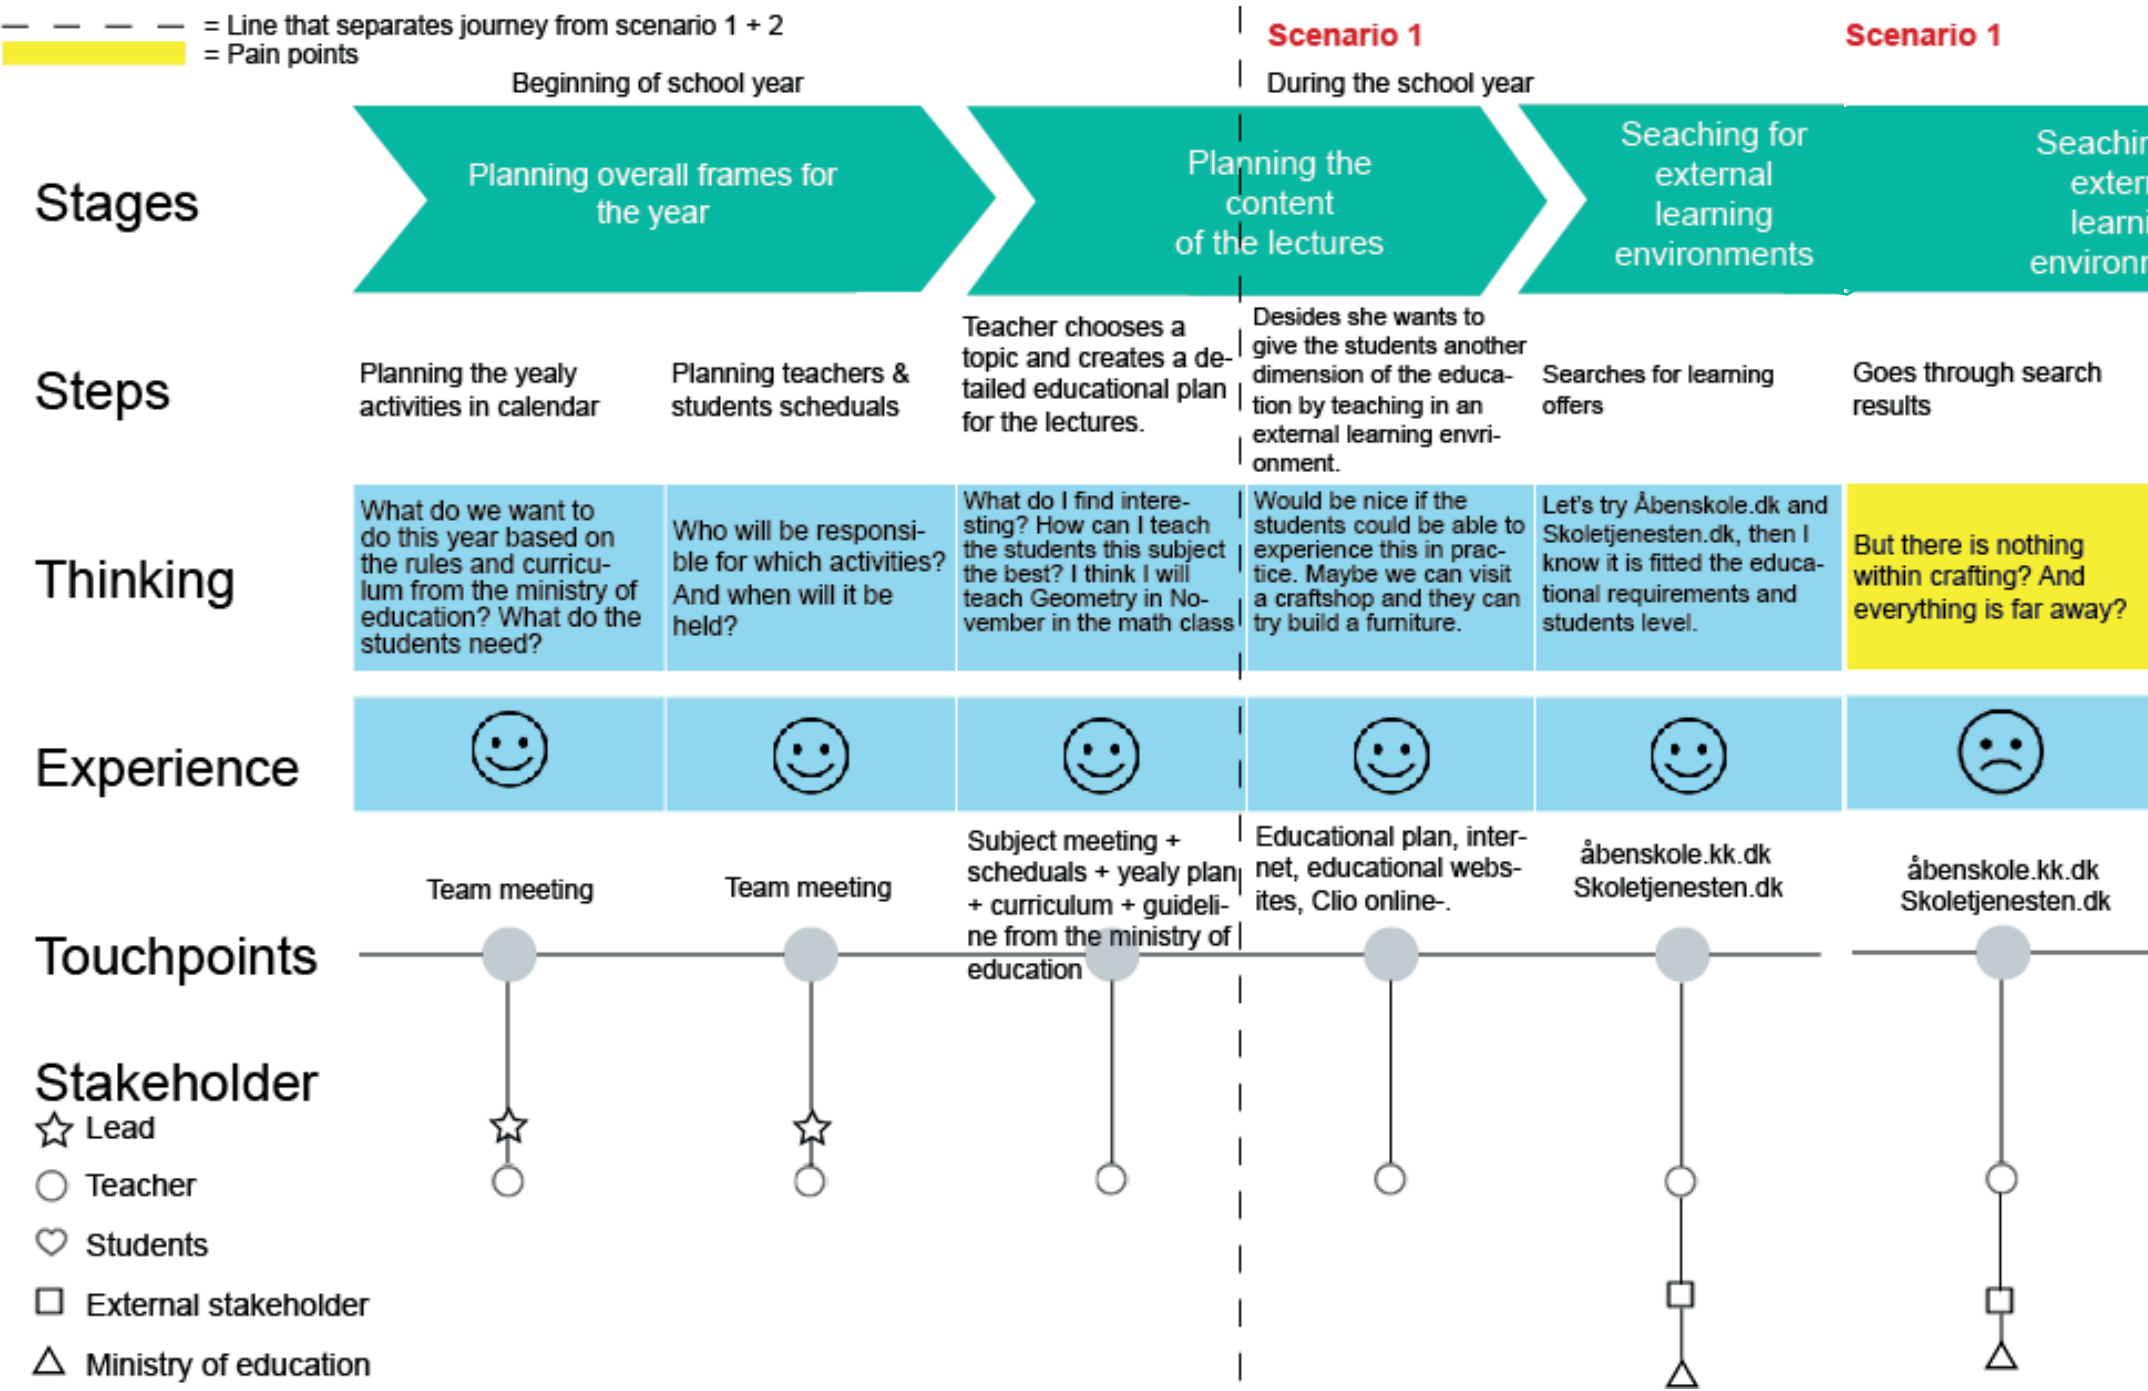 = Line that separates journey from scenario 1 + 2
= Pain points
Beginning of school year
Scenario 1
During the school year
Scenario 1
Stages
Planning overall frames for
the year
Planning the
content
of the lectures
Seaching for
external
learning
environments
Seachin
extern
learni
environm
Steps
Planning the yealy
activities in calendar
Planning teachers &
students scheduals
Teacher chooses a
topic and creates a de-
tailed educational plan
for the lectures.
Desides she wants to
give the students another
dimension of the educa-
tion by teaching in an
external learning envri-
onment.
Searches for learning
offers
Goes through search
results
Thinking
What do we want to
do this year based on
the rules and curricu-
lum from the ministry of
education? What do the
students need?
Who will be responsi-
ble for which activities?
And when will it be
held?
What do I find intere-
sting? How can I teach
the students this subject
the best? I think I will
teach Geometry in No-
vember in the math class
Would be nice if the
students could be able to
experience this in prac-
tice. Maybe we can visit
a craftshop and they can
try build a furniture.
Let's try Åbenskole.dk and
Skoletjenesten.dk, then I
know it is fitted the educa-
tional requirements and
students level.
But there is nothing
within crafting? And
everything is far away?
Experience
Touchpoints
Team meeting
Team meeting
Subject meeting +
scheduals + yealy plan
+ curriculum + guideli-
ne from the ministry of
education
Educational plan, inter-
net, educational webs-
ites, Clio online-.
åbenskole.kk.dk
Skoletjenesten.dk
åbenskole.kk.dk
Skoletjenesten.dk
Stakeholder
Lead
Teacher
Students
External stakeholder
Ministry of education